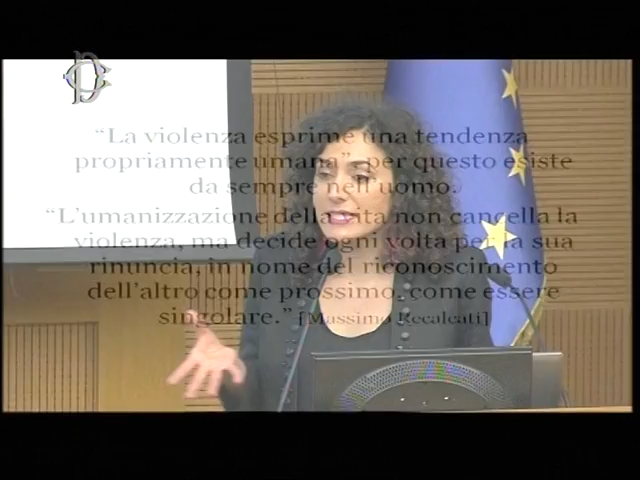 “La violenza esprime una tendenza
propriamente umana”, per questo esiste
da sempre nell'uomo.
“L'umanizzazione della vita non cancella la
violenza, ma decide ogni volta per la sua
rinuncia, in nome del riconoscimento
dell'altro come prossimo, come essere
singolare.” [Massimo Recalcati]